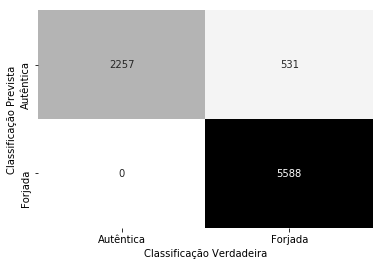 Classificação Prevista
Autêntica
2257
531
Forjada
0
5588
Autêntica
Forjada
Classificação Verdadeira